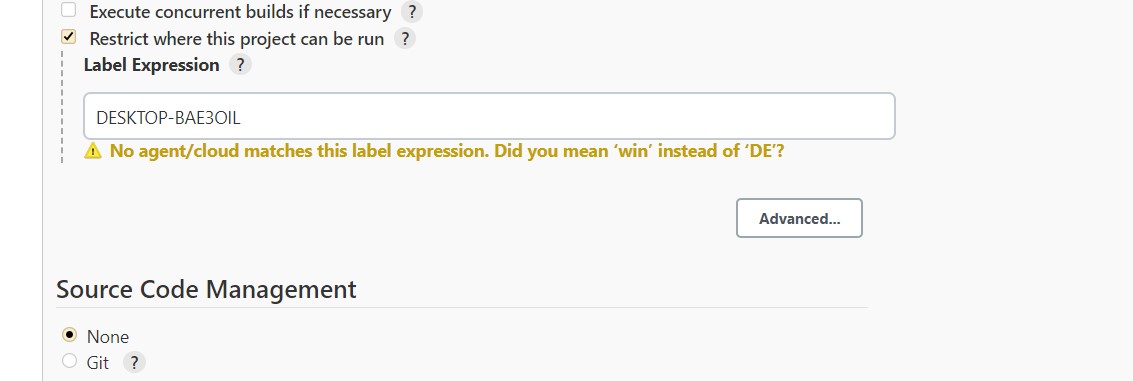 Execute concurrent builds if necessary ?
Restrict where this project can be run ?
Label Expression ?
DESKTOP-BAE3OIL
No agent/cloud matches this label expression. Did you mean ‘win’ instead of ‘DE’?
Advanced...
Source Code Management
None
Git ?